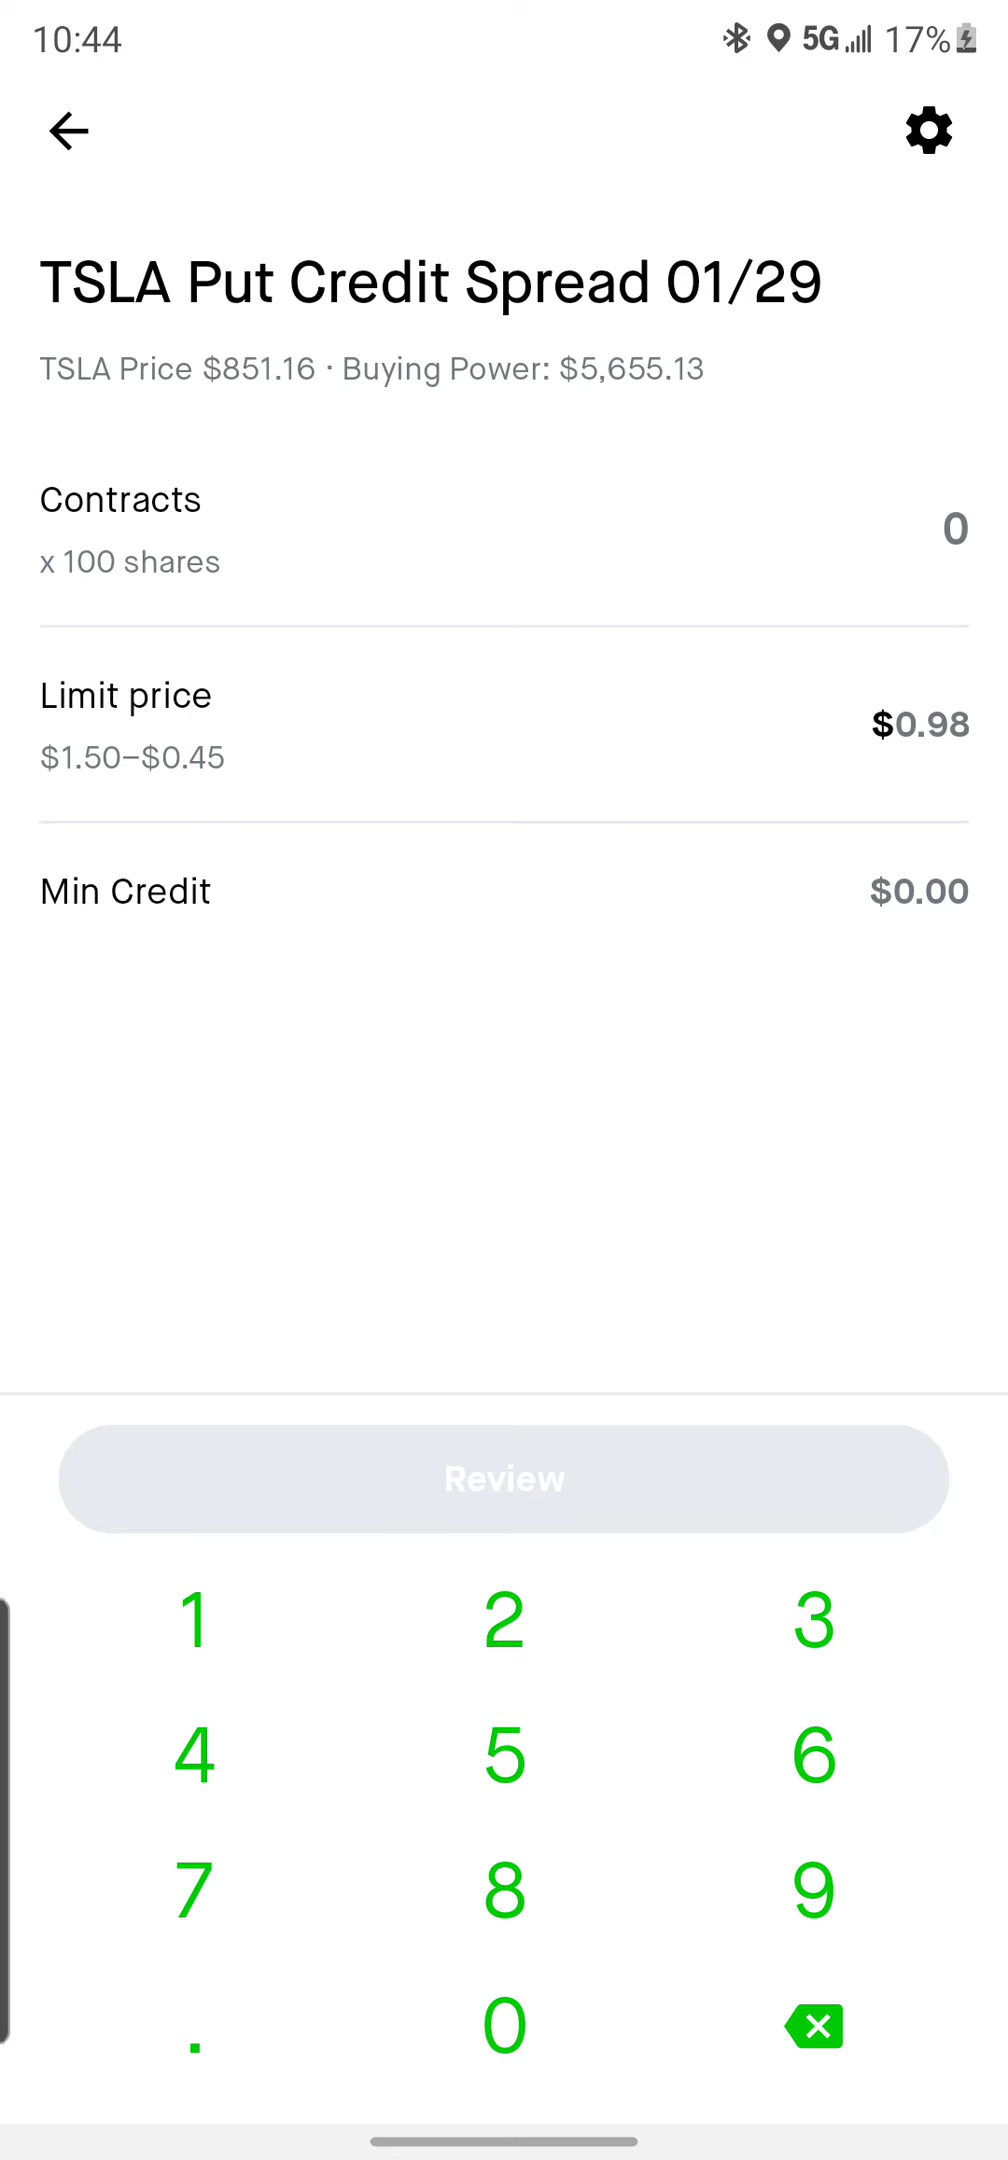 10:44 5G 17%
TSLA Put Credit Spread 01/29
TSLA Price $851.16 · Buying Power: $5,655.13
Contracts
x 100 shares
0
Limit price
$1.50–$0.45
$0.98
Min Credit $0.00
Review
1 2 3
4 5 6
7 8 9
. 0